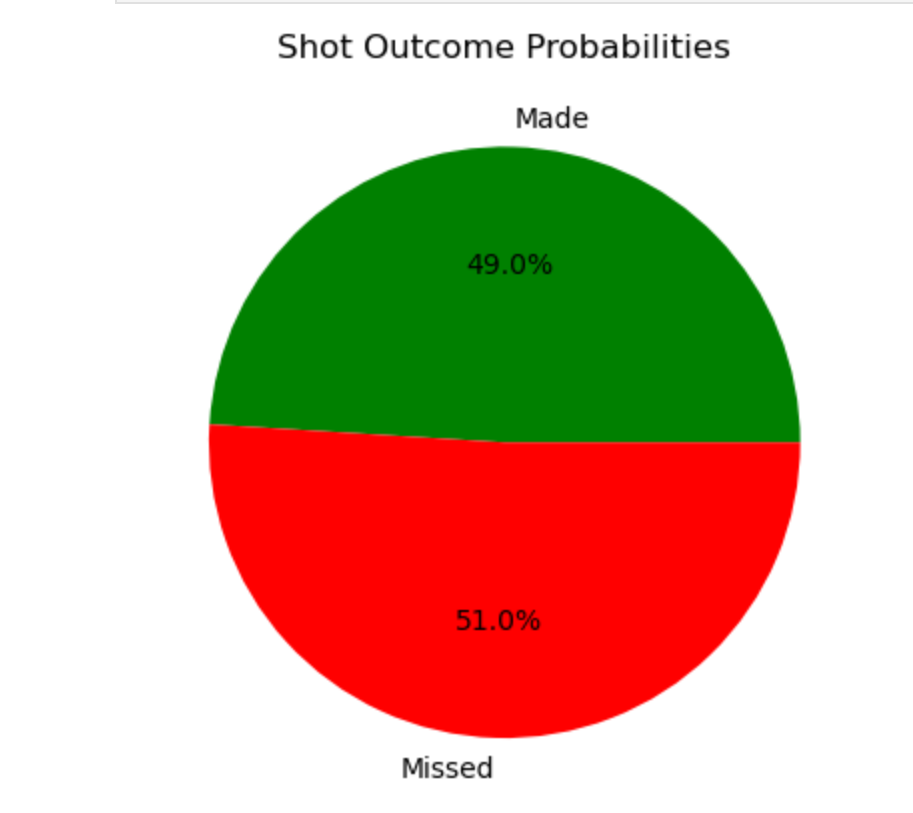 Shot Outcome Probabilities
Made
49.0%
51.0%
Missed